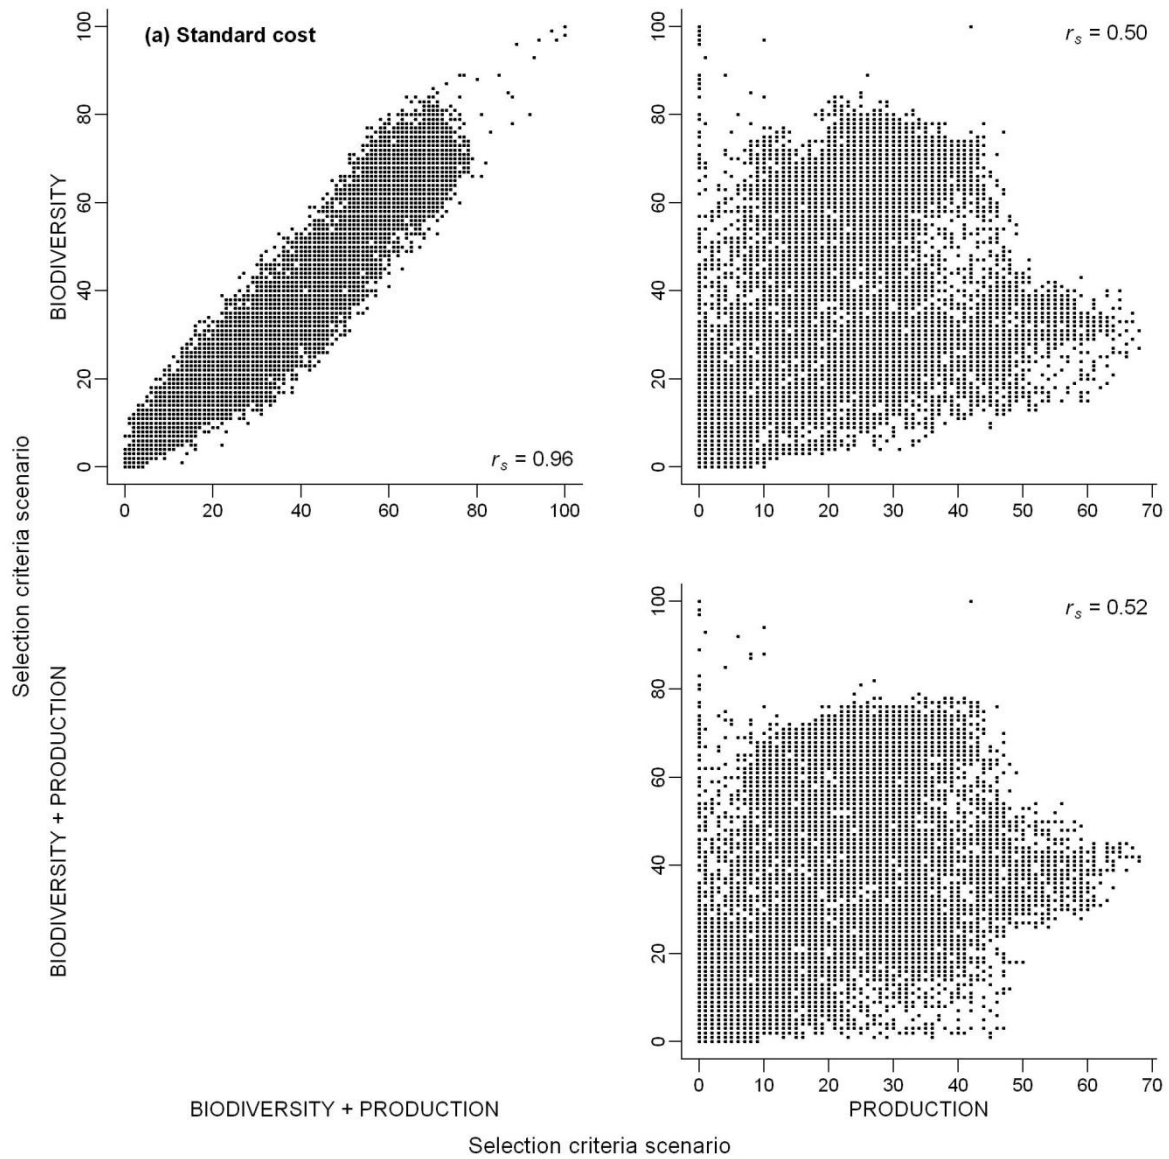 (a) Standard cost
100
80
60
40
20
0
BIODIVERSITY
r_s = 0.96
0 20 40 60 80 100
r_s = 0.50
100
80
60
40
20
0
0 10 20 30 40 50 60 70
Selection criteria scenario
BIODIVERSITY + PRODUCTION
r_s = 0.52
100
80
60
40
20
0
0 10 20 30 40 50 60 70
BIODIVERSITY + PRODUCTION
PRODUCTION
Selection criteria scenario